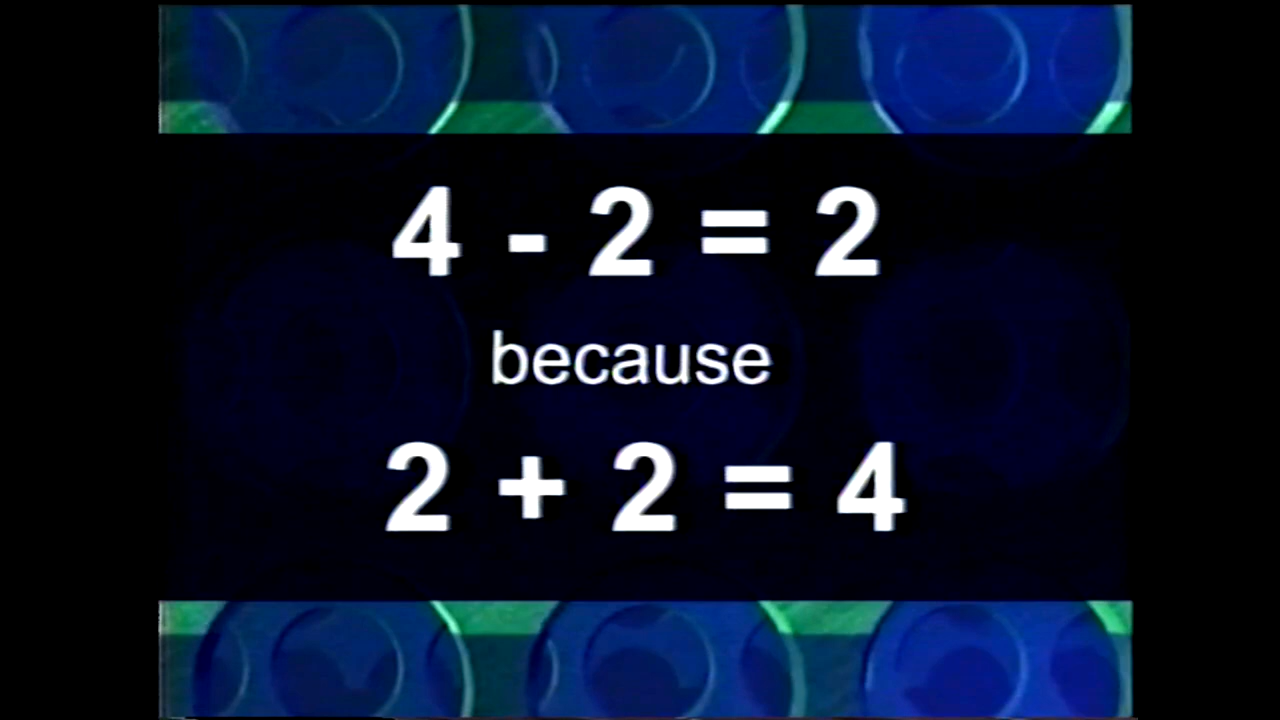 4 - 2 = 2
because
2 + 2 = 4